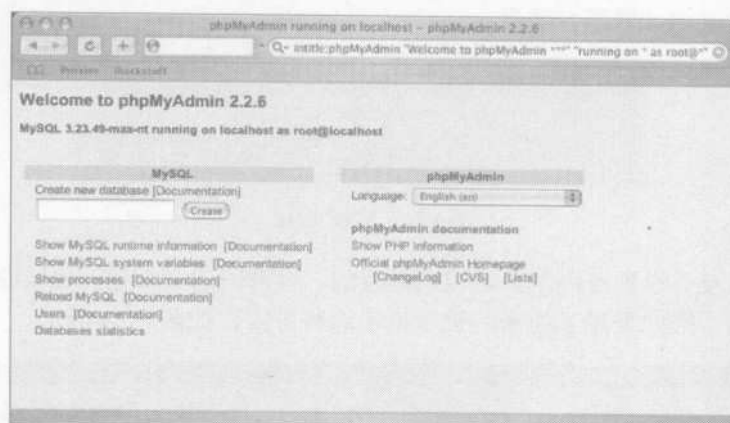 phpMyAdmin running on localhost – phpMyAdmin 2.2.6
Q- intitle:phpMyAdmin "Welcome to phpMyAdmin ***" "running on * as root@*"
Welcome to phpMyAdmin 2.2.6
MySQL 3.23.49-max-nt running on localhost as root@localhost
MySQL
Create new database [Documentation]
Create
Show MySQL runtime information [Documentation]
Show MySQL system variables [Documentation]
Show processes [Documentation]
Reload MySQL [Documentation]
Users [Documentation]
Databases statistics
phpMyAdmin
Language: English (en)
phpMyAdmin documentation
Show PHP information
Official phpMyAdmin Homepage
[ChangeLog] [CVS] [Lists]